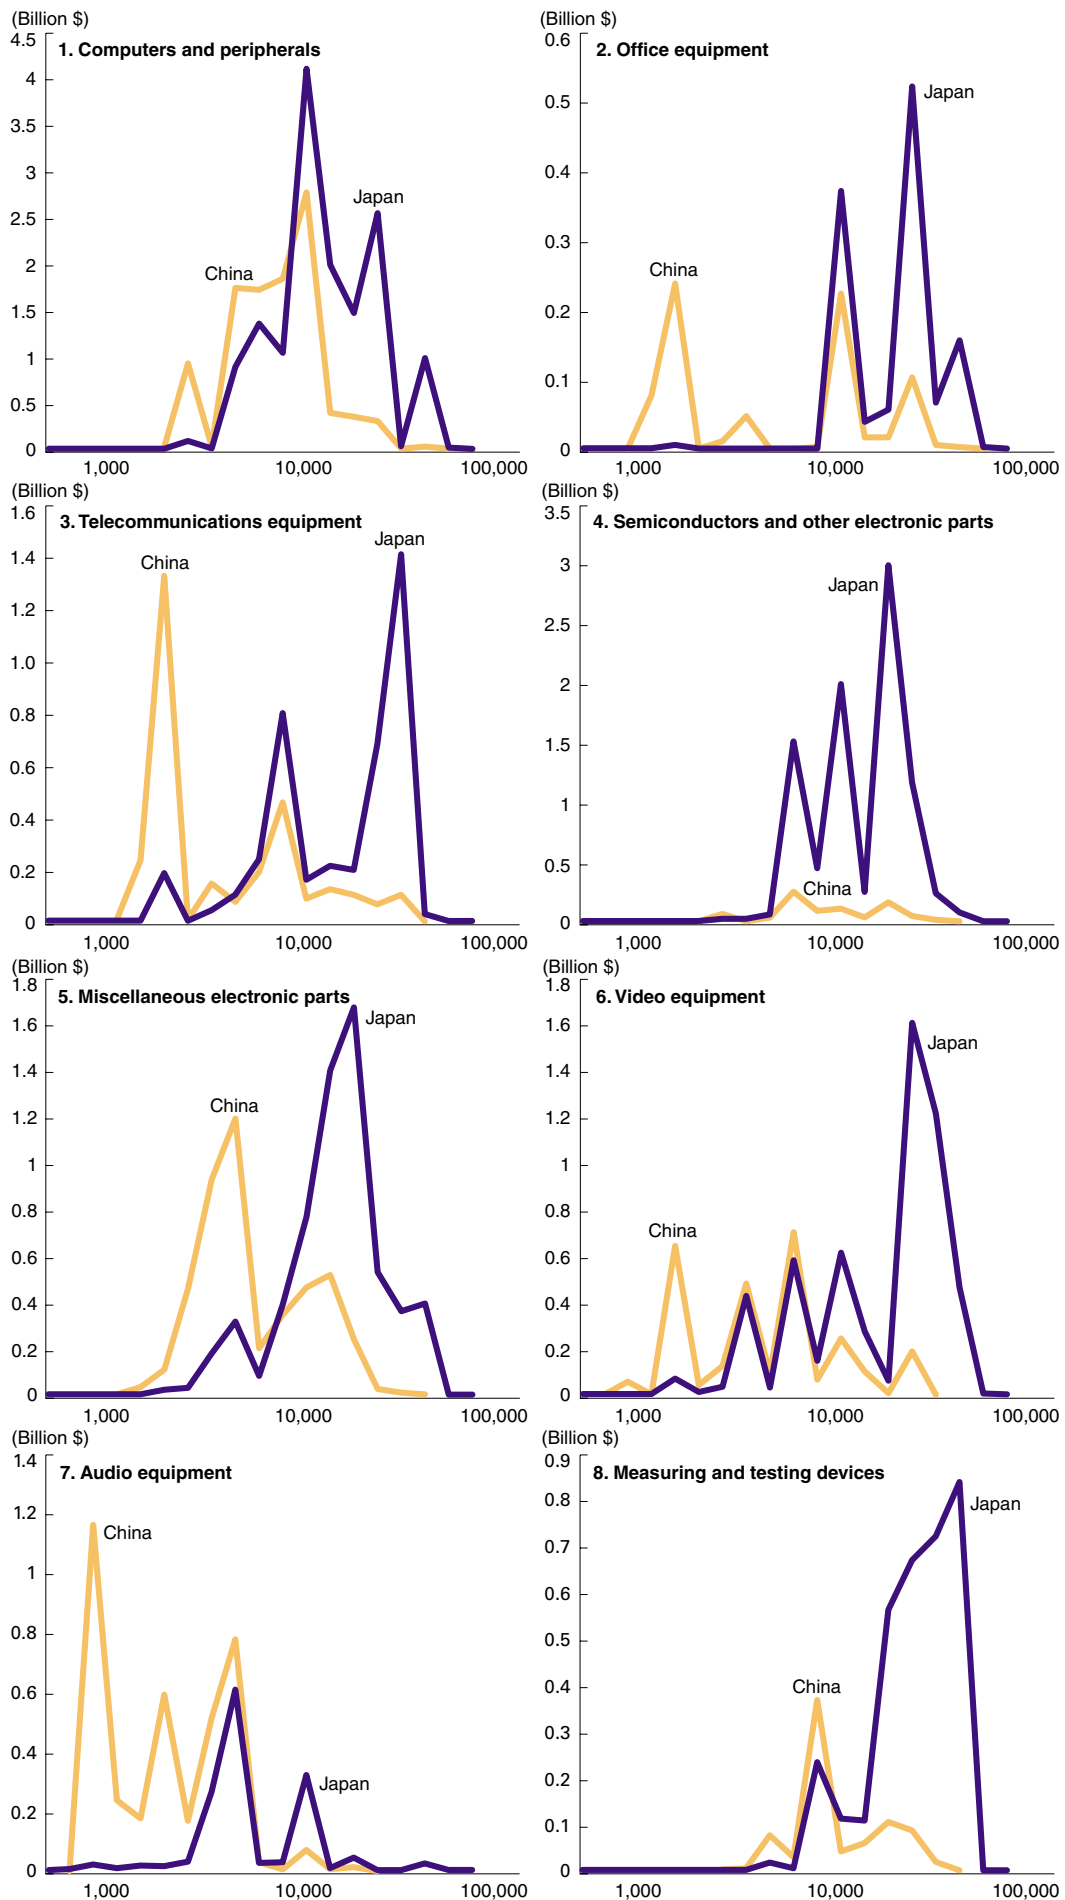 (Billion $)
1. Computers and peripherals
4.5
4
3.5
3
2.5
2
1.5
1
0.5
0
China
Japan
1,000 10,000 100,000
(Billion $)
2. Office equipment
0.6
0.5
0.4
0.3
0.2
0.1
0
China
Japan
1,000 10,000 100,000
(Billion $)
3. Telecommunications equipment
1.6
1.4
1.2
1.0
0.8
0.6
0.4
0.2
0
China
Japan
1,000 10,000 100,000
(Billion $)
4. Semiconductors and other electronic parts
3.5
3
2.5
2
1.5
1
0.5
0
Japan
China
1,000 10,000 100,000
(Billion $)
5. Miscellaneous electronic parts
1.8
1.6
1.4
1.2
1
0.8
0.6
0.4
0.2
0
Japan
China
1,000 10,000 100,000
(Billion $)
6. Video equipment
1.8
1.6
1.4
1.2
1
0.8
0.6
0.4
0.2
0
Japan
China
1,000 10,000 100,000
(Billion $)
7. Audio equipment
1.4
1.2
1
0.8
0.6
0.4
0.2
0
China
Japan
1,000 10,000 100,000
(Billion $)
8. Measuring and testing devices
0.9
0.8
0.7
0.6
0.5
0.4
0.3
0.2
0.1
0
Japan
China
1,000 10,000 100,000